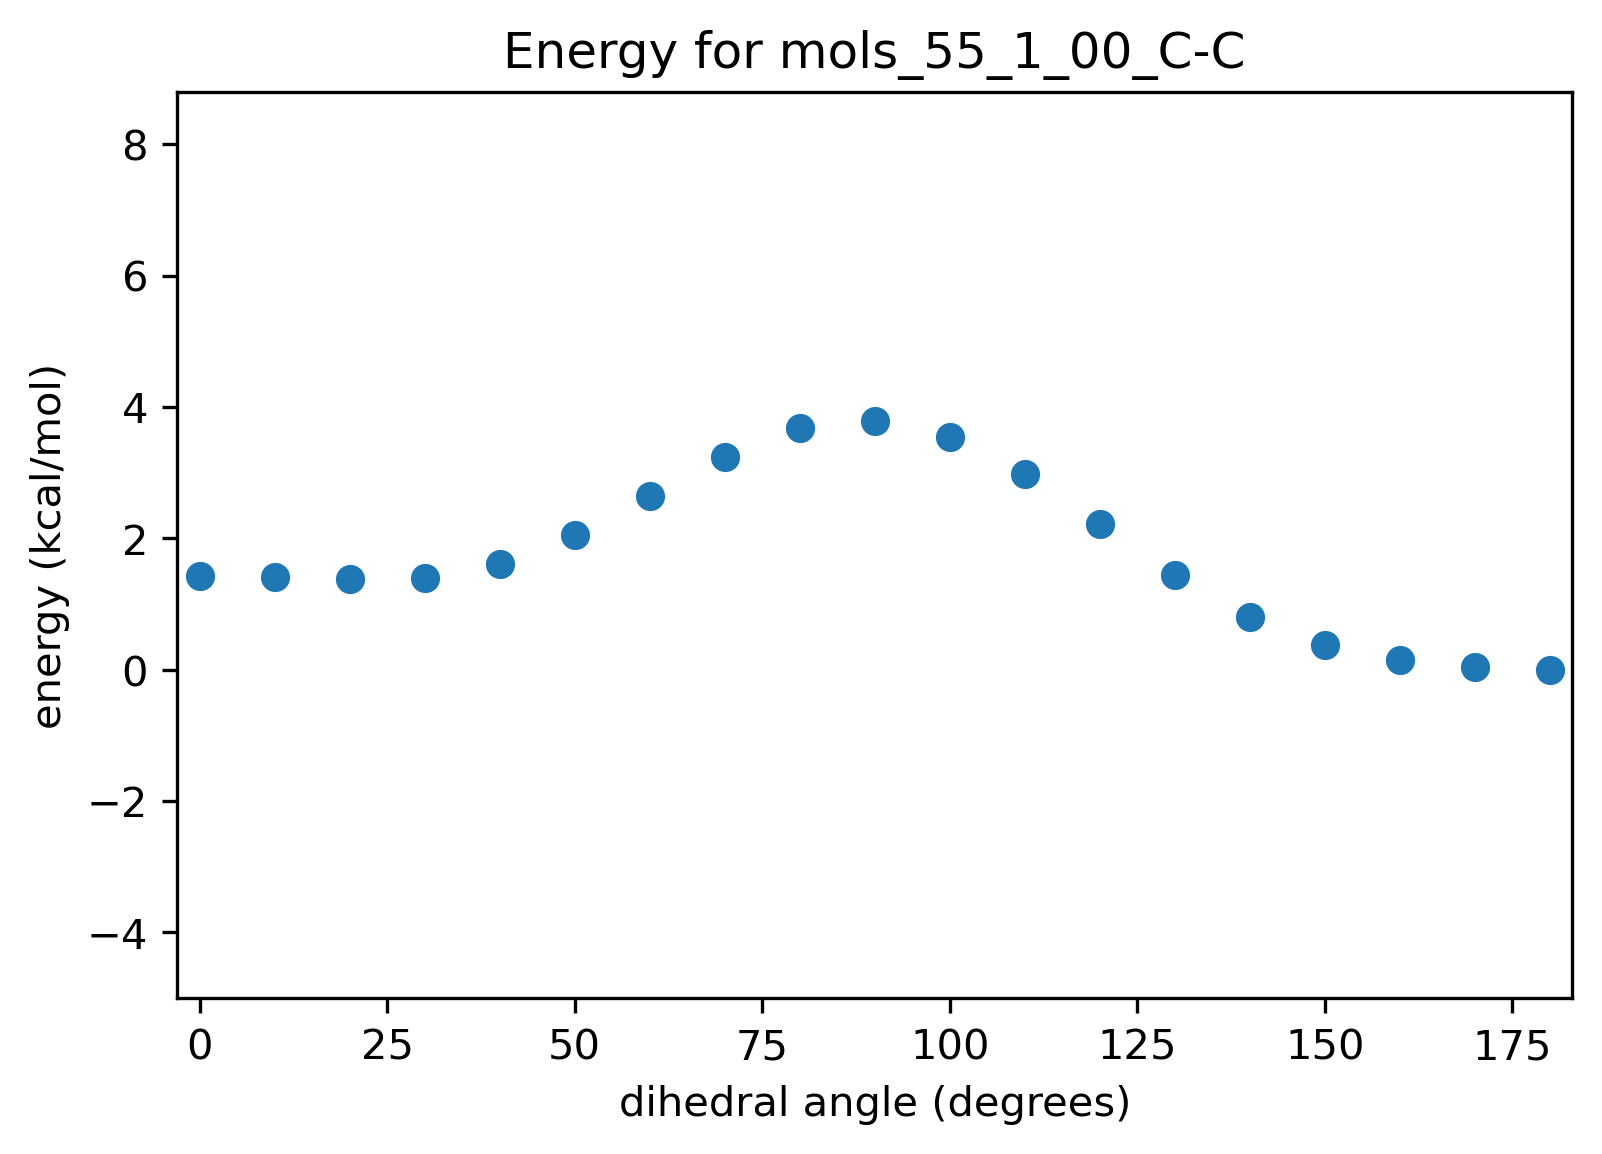 Energy for mols_55_1_00_C-C
energy (kcal/mol)
8
6
4
2
0
−2
−4
0 25 50 75 100 125 150 175
dihedral angle (degrees)